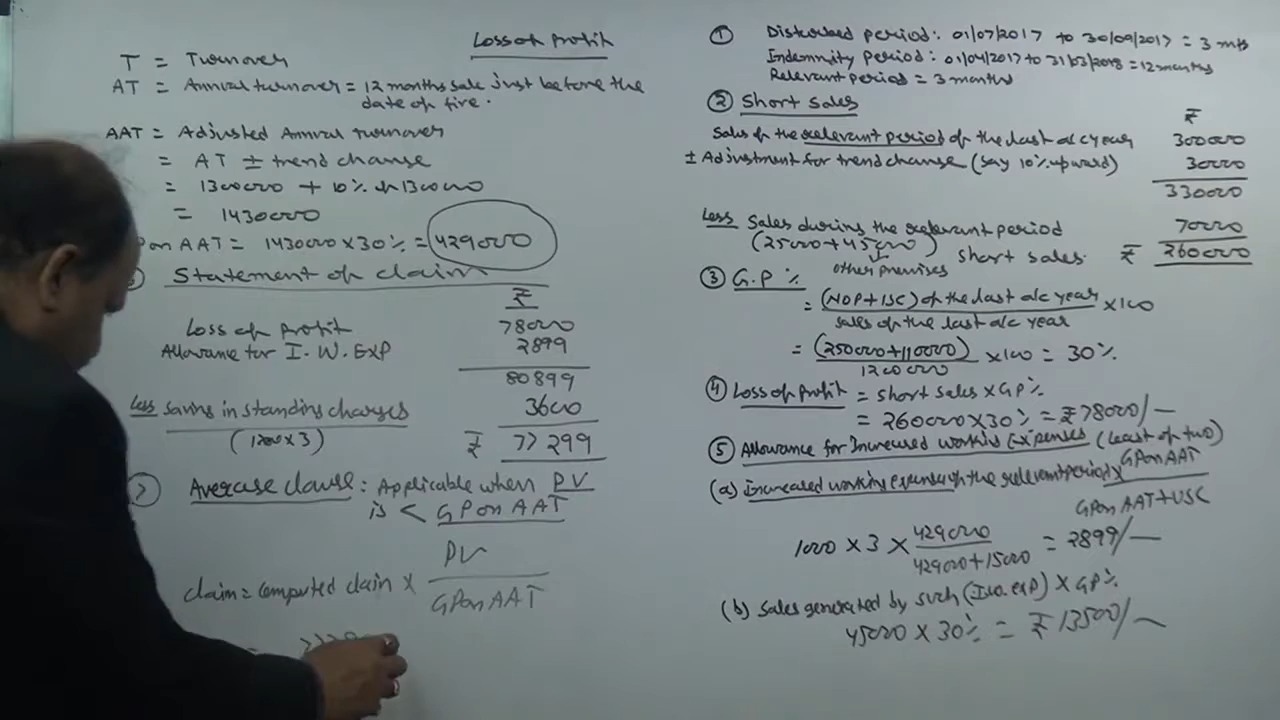 Loss of Profit
T = Turnover
AT = Annual turnover = 12 months sale just before the
date of fire.
AAT = Adjusted Annual turnover
= AT ± trend change
= 1300000 + 10% of 1300000
= 1430000
on AAT = 1430000 x 30% = 429000
Statement of claim
₹
Loss of Profit 78000
Allowance for I. W. Exp 2899
80899
Less Saving in standing charges 3600
(1200 x 3) ₹ 77299
7) Average clause : Applicable when PV
is < GP on AAT
claim = computed claim x PV / GP on AAT
=
① Disturbed period: 01/07/2017 to 30/09/2017 = 3 mts
Indemnity period: 01/04/2017 to 31/03/2018 = 12 months
Relevant period = 3 months
② Short Sales ₹
Sales of the relevant period of the last a/c year 300000
± Adjustment for trend change (say 10% upward) 30000
330000
Less Sales during the relevant period 70000
(25000 + 45000) short sales. ₹ 260000
other premises
③ G.P %
= (NOP + ISC) of the last a/c year / sales of the last a/c year x 100
= (250000 + 110000) / 1200000 x 100 = 30%
④ Loss of profit = short sales x GP%
= 260000 x 30% = ₹ 78000/—
⑤ Allowance for Increased working Expenses (Least of two)
(a) Increased working expenses of the relevant period x GP on AAT / GP on AAT + USC
1000 x 3 x 429000 / 429000 + 15000 = 2899/—
(b) Sales generated by such (I.w. exp) x GP%
45000 x 30% = ₹ 13500/—